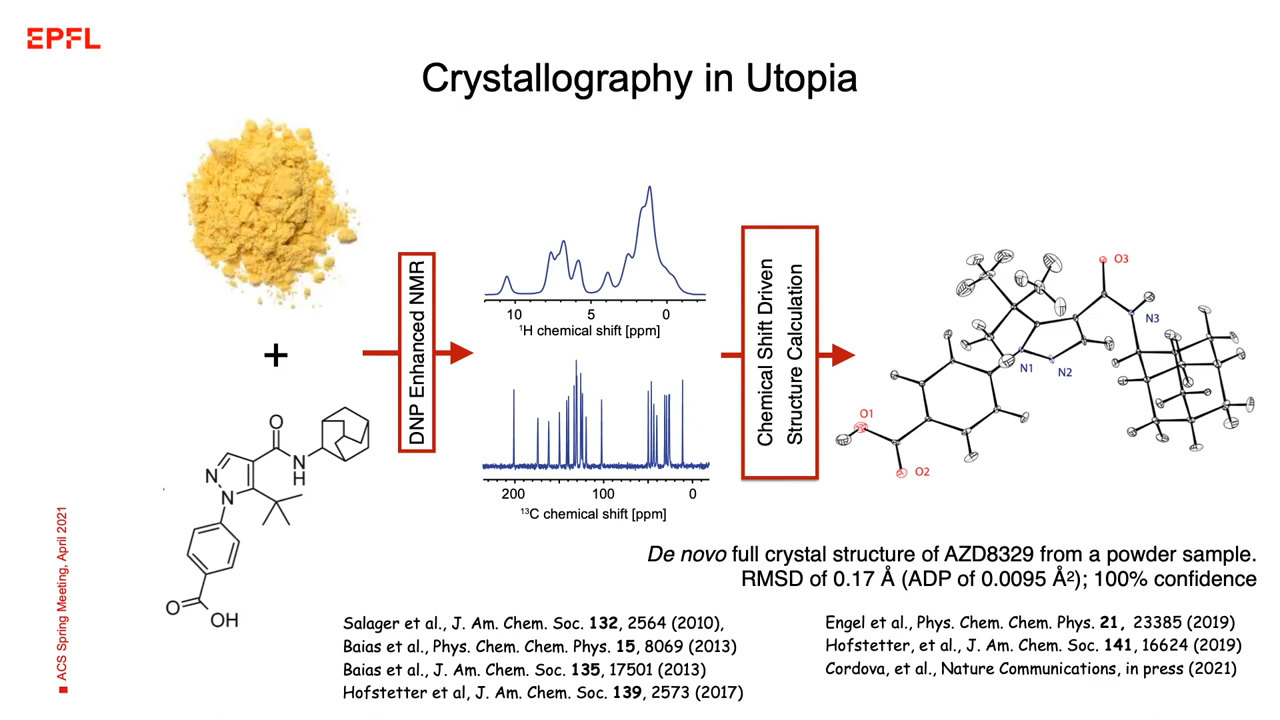 EPFL
Crystallography in Utopia
+
O
N
N
N
H
O
OH
DNP Enhanced NMR
10 5 0
¹H chemical shift [ppm]
200 100 0
¹³C chemical shift [ppm]
Chemical Shift Driven
Structure Calculation
O3
N3
N1
N2
O1
O2
De novo full crystal structure of AZD8329 from a powder sample.
RMSD of 0.17 Å (ADP of 0.0095 Å²); 100% confidence
Salager et al., J. Am. Chem. Soc. 132, 2564 (2010),
Baias et al., Phys. Chem. Chem. Phys. 15, 8069 (2013)
Baias et al., J. Am. Chem. Soc. 135, 17501 (2013)
Hofstetter et al, J. Am. Chem. Soc. 139, 2573 (2017)
Engel et al., Phys. Chem. Chem. Phys. 21, 23385 (2019)
Hofstetter, et al., J. Am. Chem. Soc. 141, 16624 (2019)
Cordova, et al., Nature Communications, in press (2021)
ACS Spring Meeting, April 2021